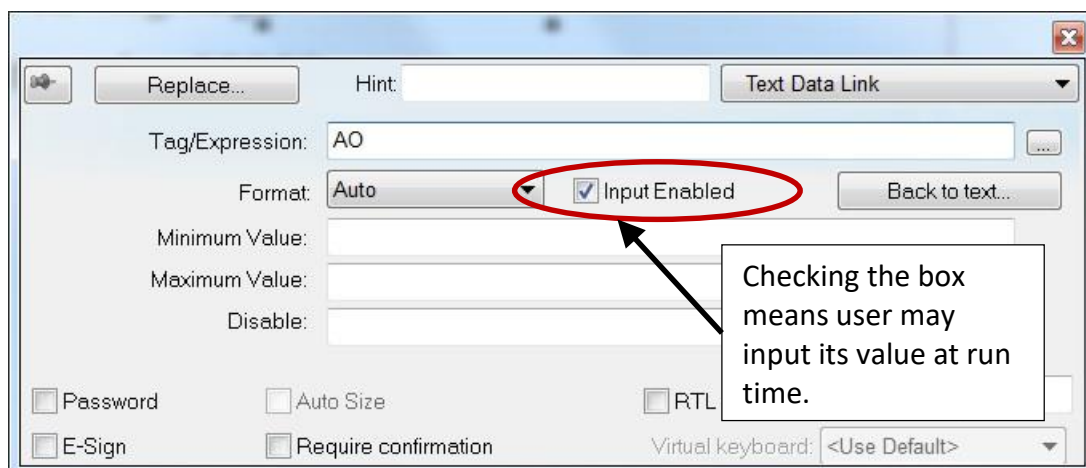 Replace... Hint: Text Data Link
Tag/Expression: AO ...
Format: Auto Input Enabled Back to text...
Minimum Value:
Maximum Value:
Disable:
Checking the box
means user may
input its value at run
time.
Password Auto Size RTL
E-Sign Require confirmation Virtual keyboard: <Use Default>